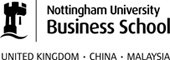 Nottingham University
Business School
UNITED KINGDOM · CHINA · MALAYSIA